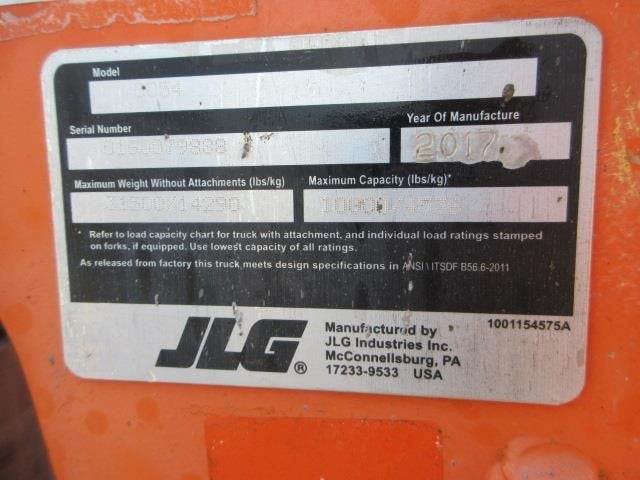 Model
Serial Number
Year Of Manufacture
2017
Maximum Weight Without Attachments (lbs/kg)
Maximum Capacity (lbs/kg)*
31500/14290
* Refer to load capacity chart for truck with attachment, and individual load ratings stamped
on forks, if equipped. Use lowest capacity of all ratings.
As released from factory this truck meets design specifications in ANSI \ ITSDF B56.6-2011
JLG®
Manufactured by
JLG Industries Inc.
McConnellsburg, PA
17233-9533 USA
1001154575A